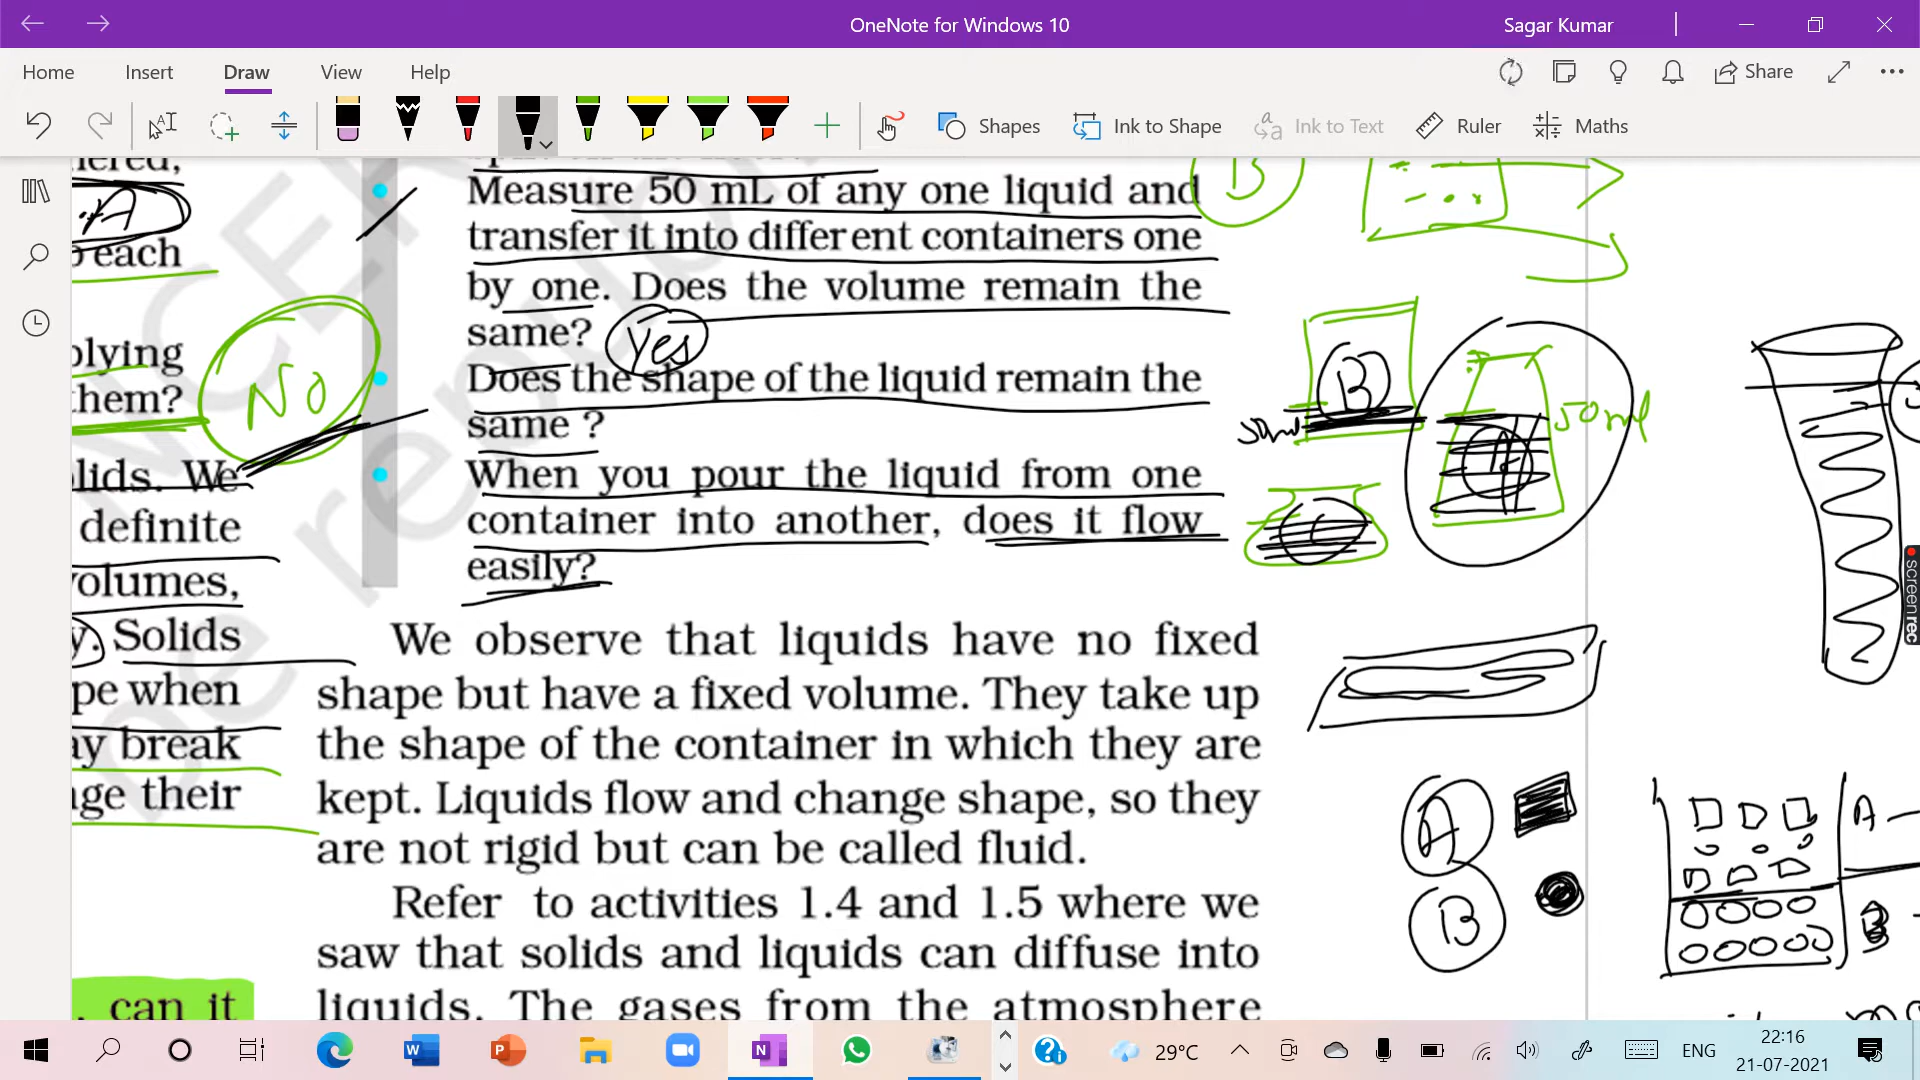 OneNote for Windows 10
Sagar Kumar
Home Insert Draw View Help
Share
Shapes Ink to Shape Ink to Text Ruler Maths
A
each
plying
them?
No
lids. We
definite
volumes,
y. Solids
pe when
ay break
nge their
can it
Measure 50 mL of any one liquid and
transfer it into different containers one
by one. Does the volume remain the
same? Yes
Does the shape of the liquid remain the
same ?
When you pour the liquid from one
container into another, does it flow
easily?
We observe that liquids have no fixed
shape but have a fixed volume. They take up
the shape of the container in which they are
kept. Liquids flow and change shape, so they
are not rigid but can be called fluid.
Refer to activities 1.4 and 1.5 where we
saw that solids and liquids can diffuse into
liquids. The gases from the atmosphere
B
B
50ml
50ml
A
C
A
B
A
B
screenrec
29°C
ENG
22:16
21-07-2021